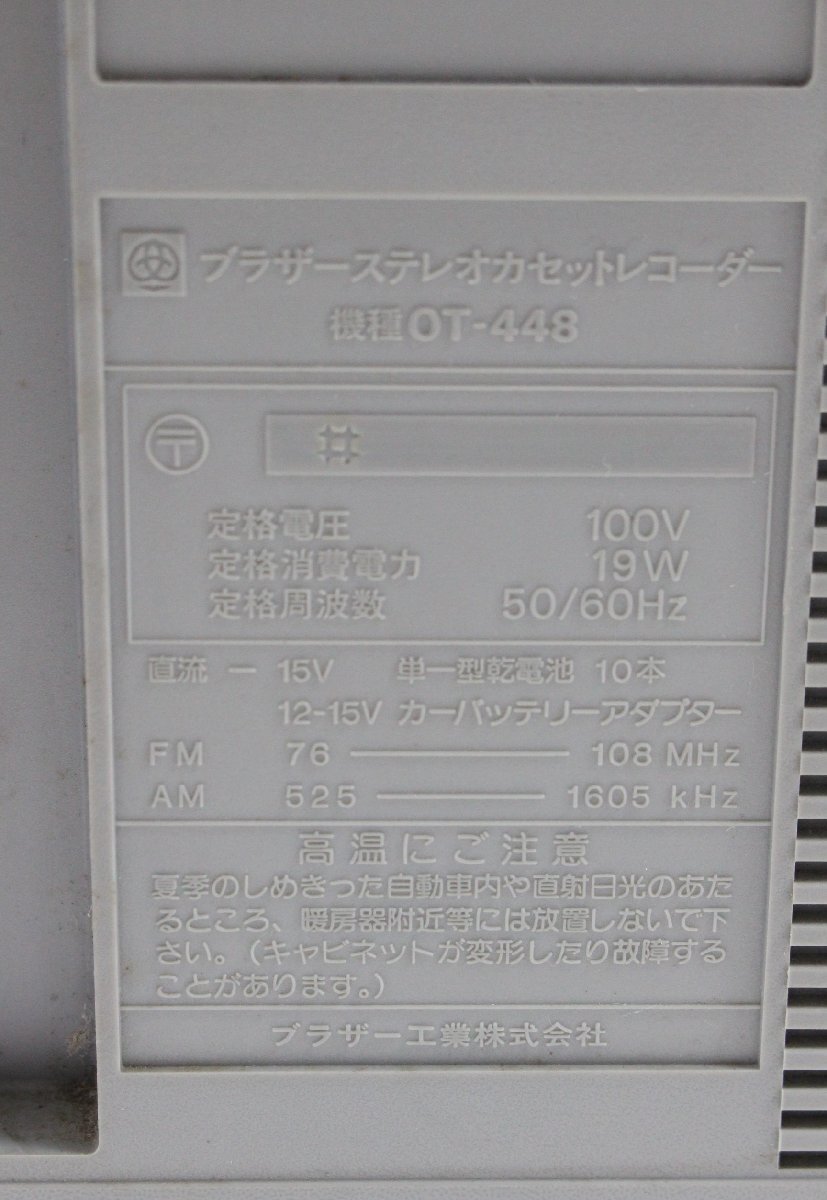 ブラザーステレオカセットレコーダー
機種OT-448
〒 #
定格電圧 100V
定格消費電力 19W
定格周波数 50/60Hz
直流 ー 15V 単一型乾電池 10本
12-15V カーバッテリーアダプター
FM 76 ── 108 MHz
AM 525 ── 1605 kHz
高温にご注意
夏季のしめきった自動車内や直射日光のあた
るところ、暖房器附近等には放置しないで下
さい。(キャビネットが変形したり故障する
ことがあります。)
ブラザー工業株式会社